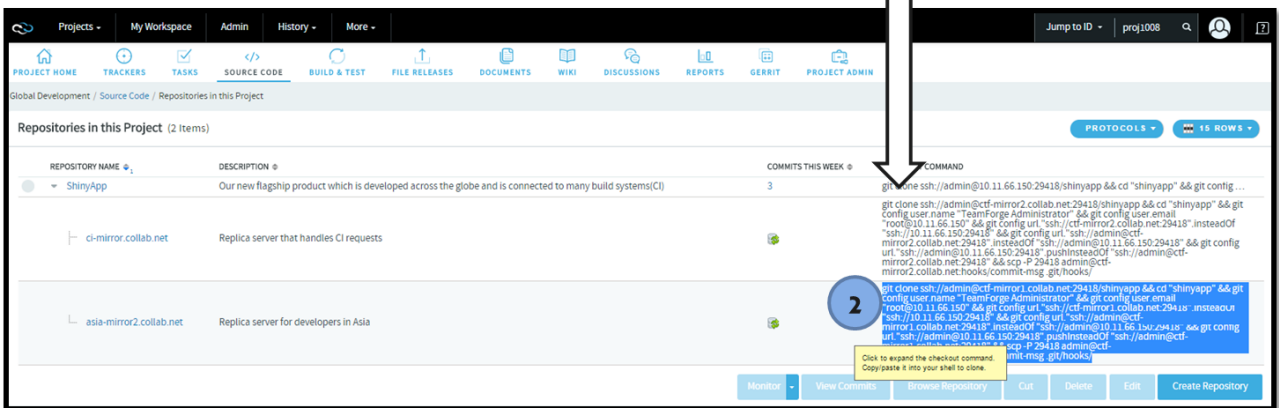 Projects My Workspace Admin History More Jump to ID proj1008
PROJECT HOME TRACKERS TASKS SOURCE CODE BUILD & TEST FILE RELEASES DOCUMENTS WIKI DISCUSSIONS REPORTS GERRIT PROJECT ADMIN
Global Development / Source Code / Repositories in this Project
Repositories in this Project (2 Items) PROTOCOLS 15 ROWS
REPOSITORY NAME 1 DESCRIPTION COMMITS THIS WEEK COMMAND
ShinyApp Our new flagship product which is developed across the globe and is connected to many build systems(CI) 3 git clone ssh://admin@10.11.66.150:29418/shinyapp && cd "shinyapp" && git config ...
git clone ssh://admin@ctf-mirror2.collab.net:29418/shinyapp && cd "shinyapp" && git
config user.name "TeamForge Administrator" && git config user.email
"root@10.11.66.150" && git config url."ssh://ctf-mirror2.collab.net:29418".insteadOf
"ssh://10.11.66.150:29418" && git config url."ssh://admin@ctf-
ci-mirror.collab.net Replica server that handles CI requests mirror2.collab.net:29418".insteadOf "ssh://admin@10.11.66.150:29418" && git config
url."ssh://admin@10.11.66.150:29418".pushInsteadOf "ssh://admin@ctf-
mirror2.collab.net:29418" && scp -P 29418 admin@ctf-
mirror2.collab.net:hooks/commit-msg .git/hooks/
git clone ssh://admin@ctf-mirror1.collab.net:29418/shinyapp && cd "shinyapp" && git
2 config user.name "TeamForge Administrator" && git config user.email
"root@10.11.66.150" && git config url."ssh://ctf-mirror1.collab.net:29418".insteadOf
"ssh://10.11.66.150:29418" && git config url."ssh://admin@ctf-
asia-mirror2.collab.net Replica server for developers in Asia mirror1.collab.net:29418".insteadOf "ssh://admin@10.11.66.150:29418" && git config
url."ssh://admin@10.11.66.150:29418".pushInsteadOf "ssh://admin@ctf-
mirror1.collab.net:29418" && scp -P 29418 admin@ctf-
mit-msg .git/hooks/
Click to expand the checkout command.
Copy/paste it into your shell to clone.
Monitor View Commits Browse Repository Cut Delete Edit Create Repository